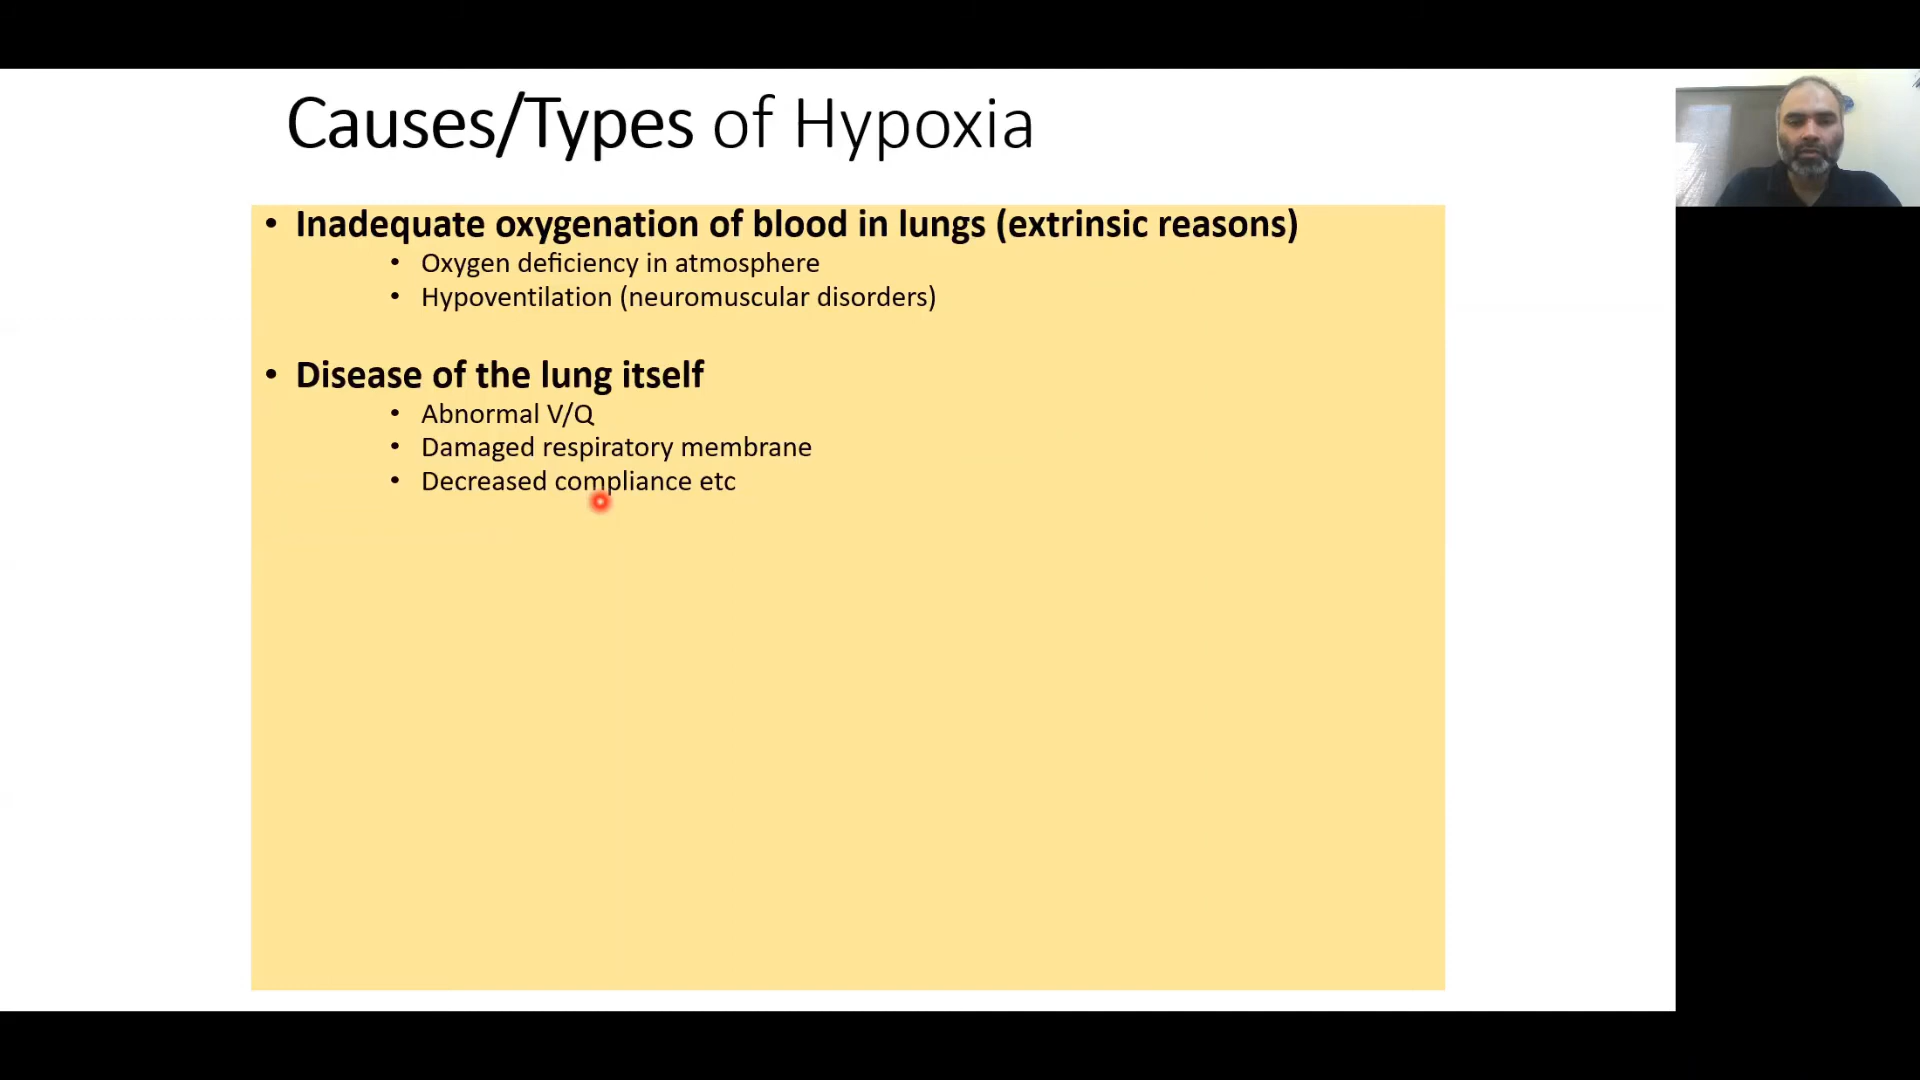 Causes/Types of Hypoxia
• Inadequate oxygenation of blood in lungs (extrinsic reasons)
• Oxygen deficiency in atmosphere
• Hypoventilation (neuromuscular disorders)
• Disease of the lung itself
• Abnormal V/Q
• Damaged respiratory membrane
• Decreased compliance etc